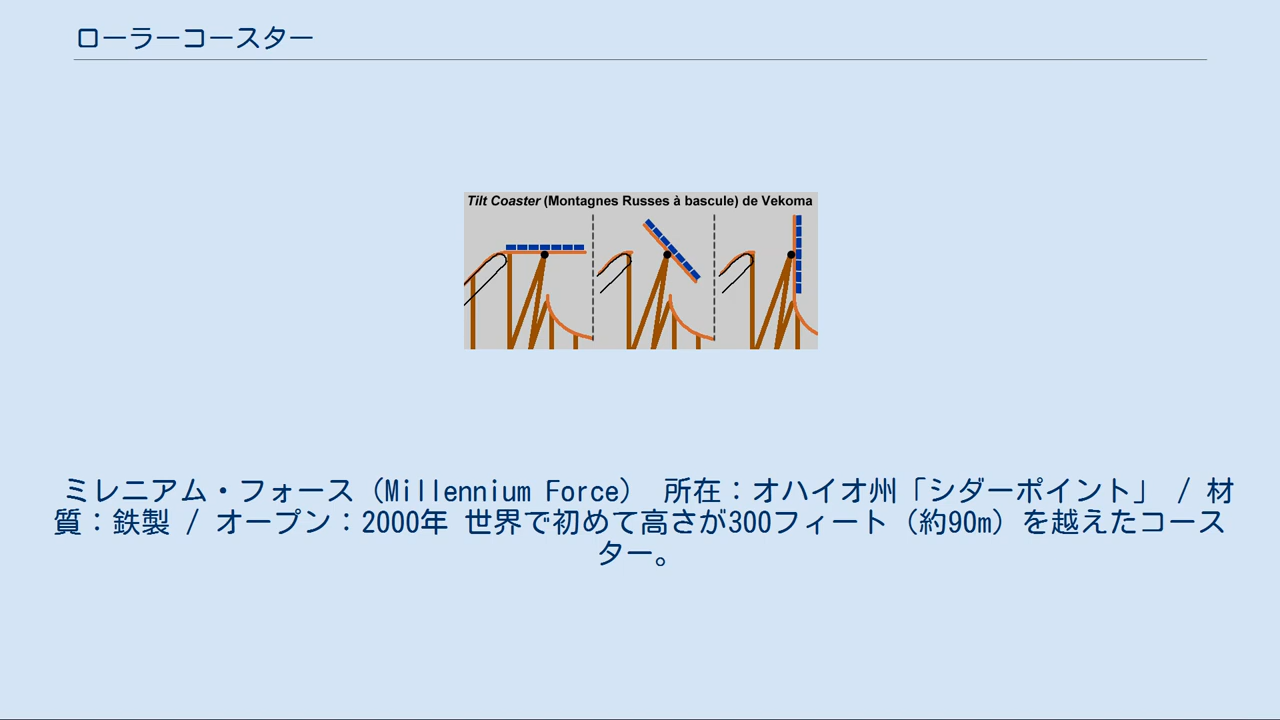 ローラーコースター
Tilt Coaster (Montagnes Russes à bascule) de Vekoma
ミレニアム・フォース（Millennium Force） 所在：オハイオ州「シダーポイント」 / 材
質：鉄製 / オープン：2000年 世界で初めて高さが300フィート（約90m）を越えたコース
ター。